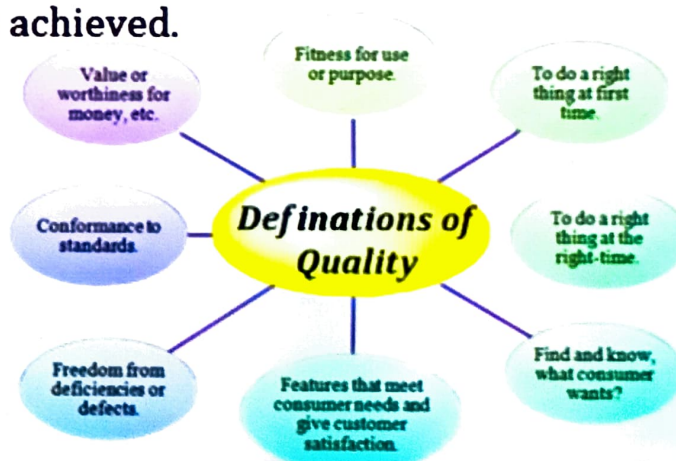 achieved.
Fitness for use
or purpose.
Value or
worthiness for
money, etc.
To do a right
thing at first
time.
Conformance to
standards.
Definations of
Quality
To do a right
thing at the
right-time.
Freedom from
deficiencies or
defects.
Features that meet
consumer needs and
give customer
satisfaction.
Find and know,
what consumer
wants?